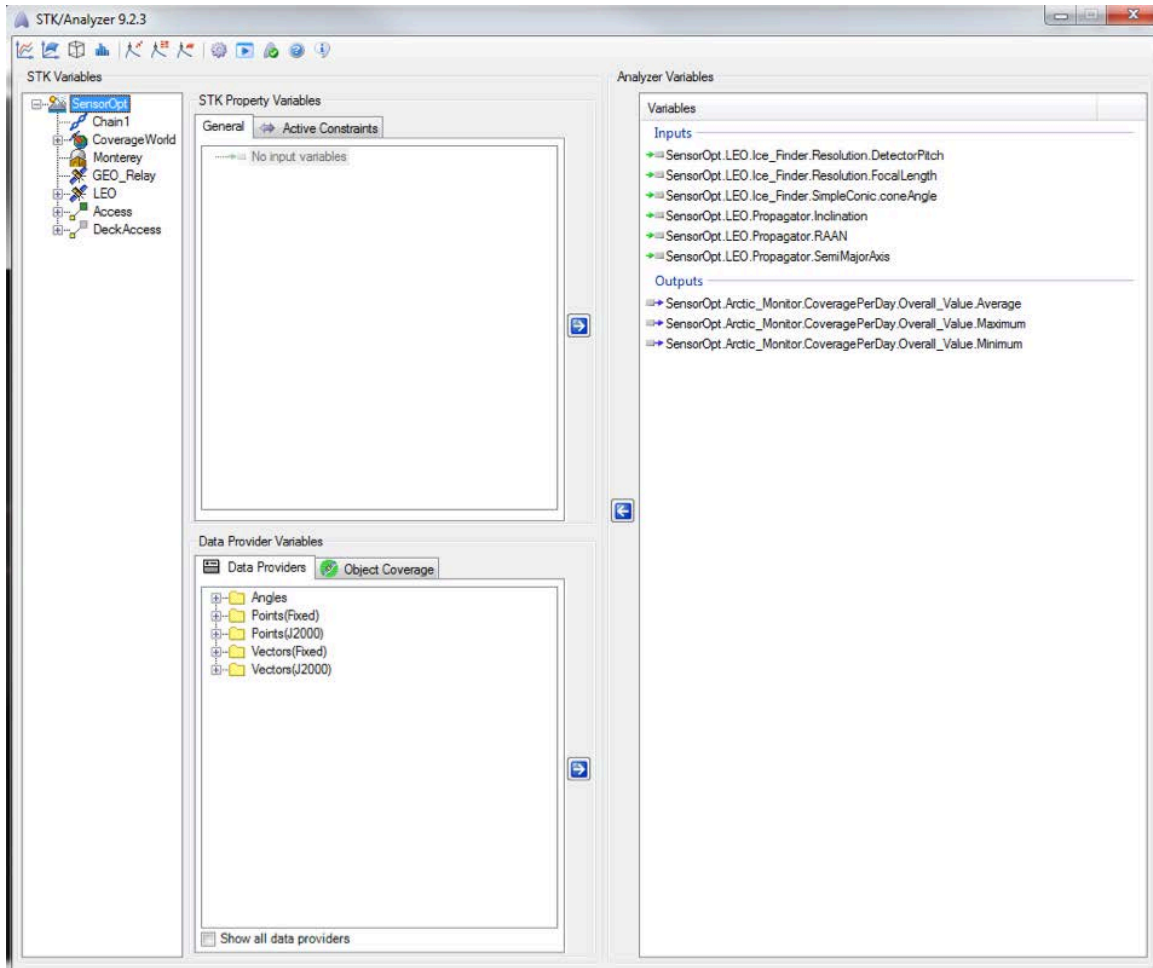 STK/Analyzer 9.2.3
STK Variables
SensorOpt
Chain1
CoverageWorld
Monterey
GEO_Relay
LEO
Access
DeckAccess
STK Property Variables
General
Active Constraints
No input variables
Data Provider Variables
Data Providers
Object Coverage
Angles
Points(Fixed)
Points(J2000)
Vectors(Fixed)
Vectors(J2000)
Show all data providers
Analyzer Variables
Variables
Inputs
SensorOpt.LEO.Ice_Finder.Resolution.DetectorPitch
SensorOpt.LEO.Ice_Finder.Resolution.FocalLength
SensorOpt.LEO.Ice_Finder.SimpleConic.coneAngle
SensorOpt.LEO.Propagator.Inclination
SensorOpt.LEO.Propagator.RAAN
SensorOpt.LEO.Propagator.SemiMajorAxis
Outputs
SensorOpt.Arctic_Monitor.CoveragePerDay.Overall_Value.Average
SensorOpt.Arctic_Monitor.CoveragePerDay.Overall_Value.Maximum
SensorOpt.Arctic_Monitor.CoveragePerDay.Overall_Value.Minimum